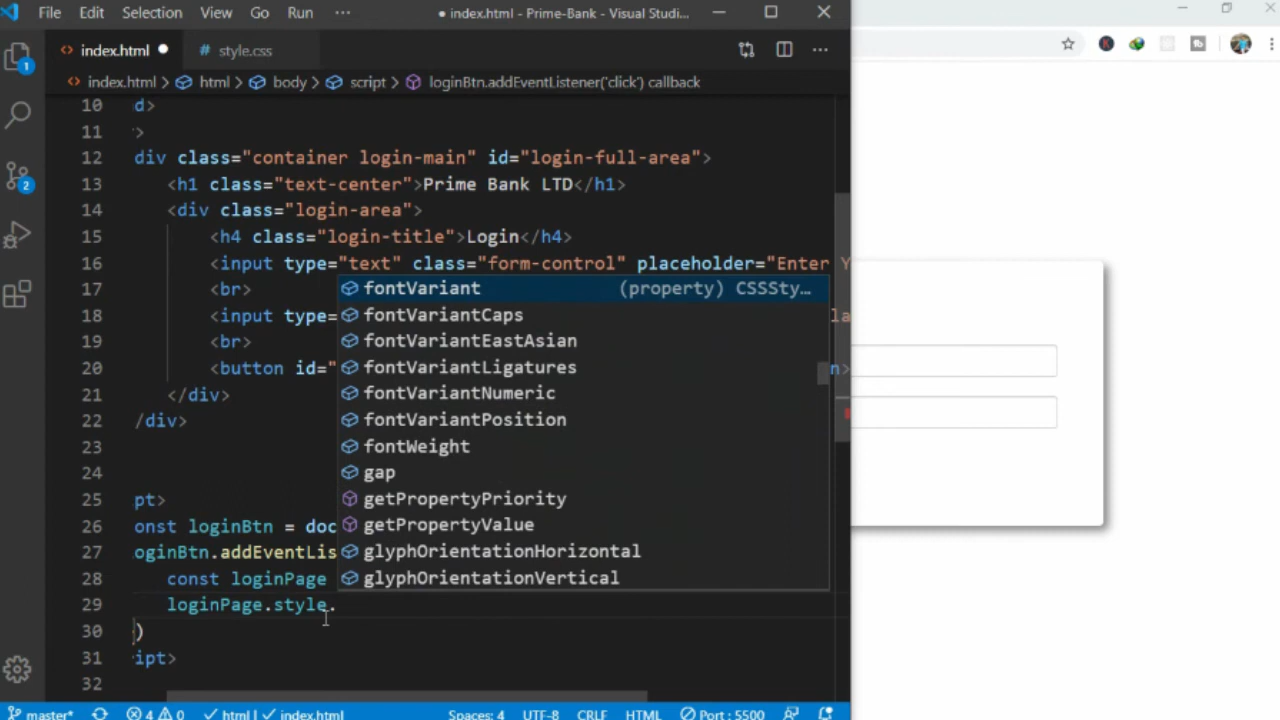 File Edit Selection View Go Run ··· ● index.html - Prime-Bank - Visual Studi...
<> index.html ● # style.css ···
<> index.html > html > body > script > loginBtn.addEventListener('click') callback
10 d>
11 >
12 div class="container login-main" id="login-full-area">
13 <h1 class="text-center">Prime Bank LTD</h1>
14 <div class="login-area">
15 <h4 class="login-title">Login</h4>
16 <input type="text" class="form-control" placeholder="Enter Y
17 <br>
18 <input type= la
19 <br>
20 <button id=" n>
21 </div>
22 /div>
23
24
25 pt>
26 onst loginBtn = doc
27 oginBtn.addEventLis
28 const loginPage
29 loginPage.style.
30 )
31 ipt>
32
fontVariant (property) CSSSty…
fontVariantCaps
fontVariantEastAsian
fontVariantLigatures
fontVariantNumeric
fontVariantPosition
fontWeight
gap
getPropertyPriority
getPropertyValue
glyphOrientationHorizontal
glyphOrientationVertical
1
2
K
master* 4 0 html | index.html Spaces: 4 UTF-8 CRLF HTML Port : 5500